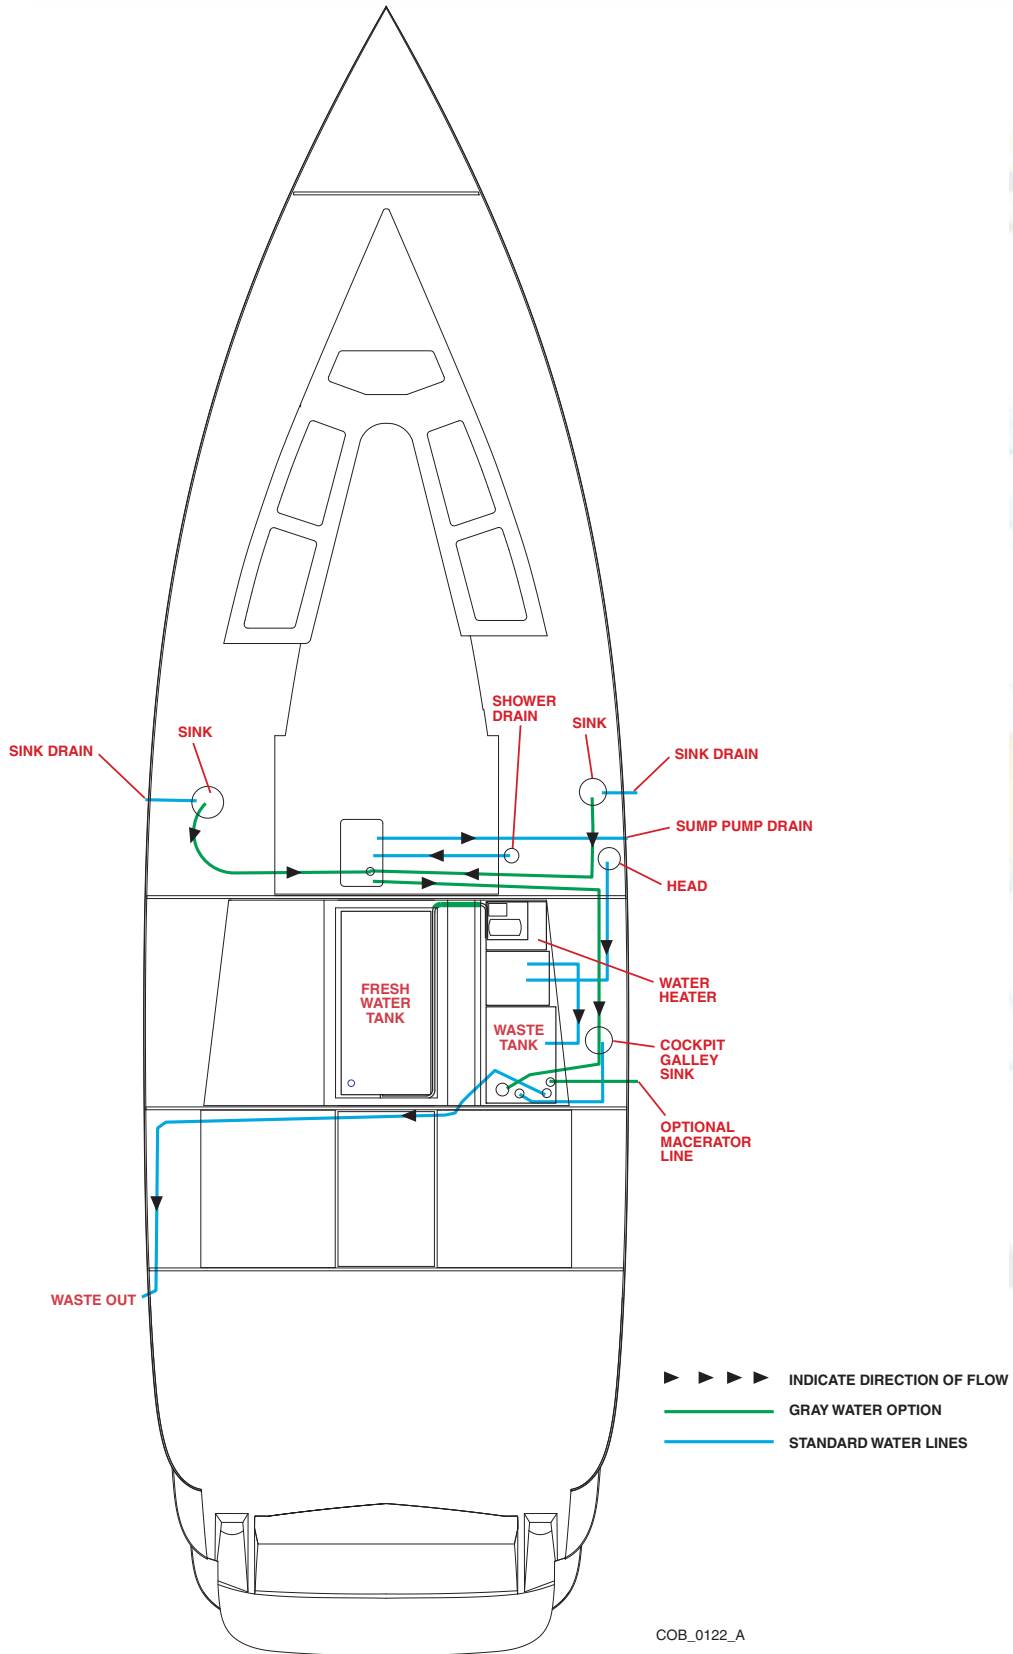 SHOWER
DRAIN
SINK
SINK
SINK DRAIN
SINK DRAIN
SUMP PUMP DRAIN
HEAD
WATER
HEATER
FRESH
WATER
TANK
WASTE
TANK
COCKPIT
GALLEY
SINK
OPTIONAL
MACERATOR
LINE
WASTE OUT
INDICATE DIRECTION OF FLOW
GRAY WATER OPTION
STANDARD WATER LINES
COB_0122_A